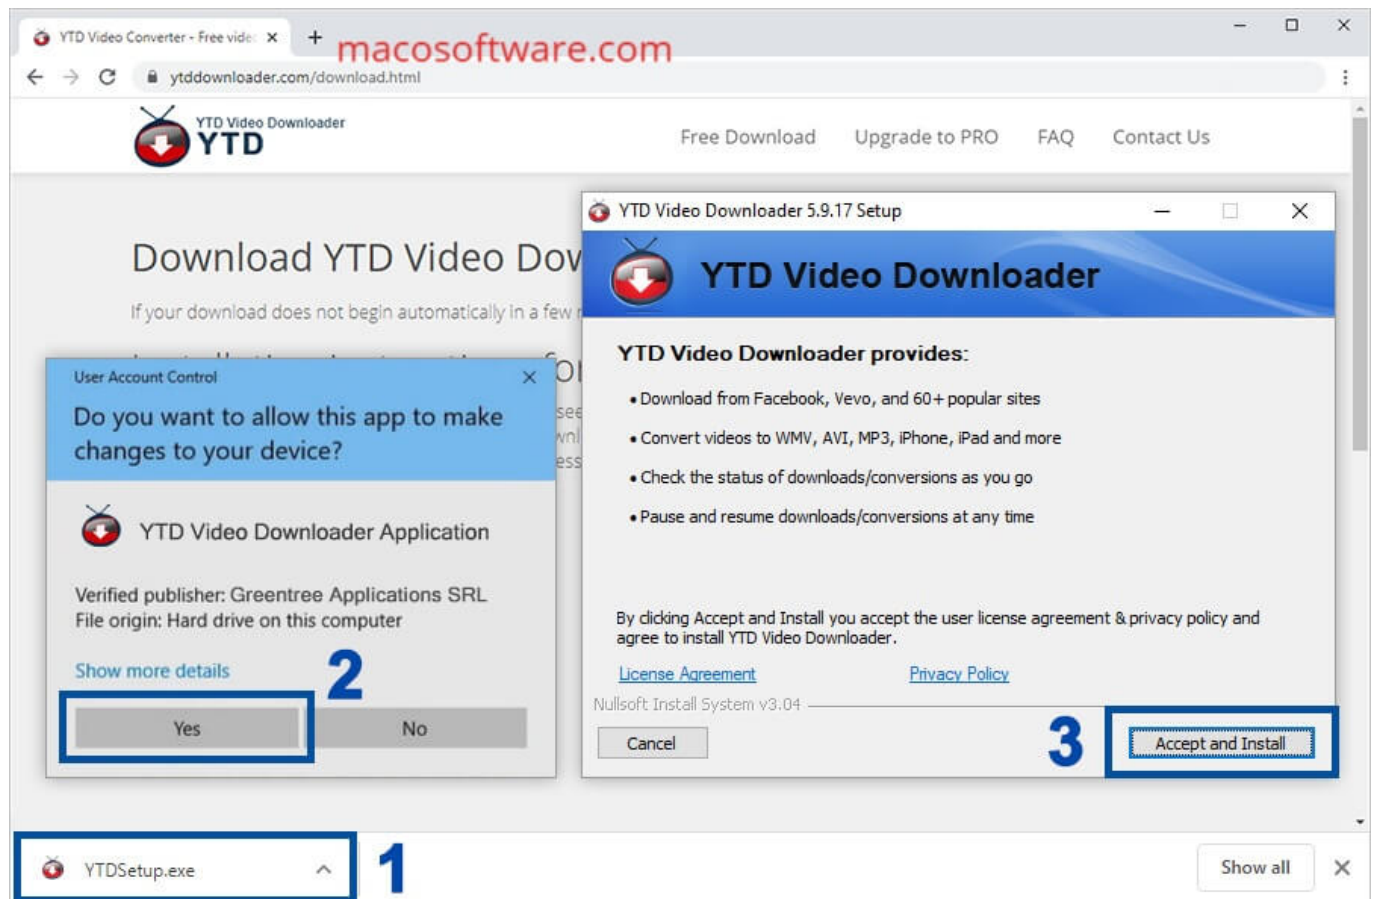 YTD Video Converter - Free vide
macosoftware.com
ytddownloader.com/download.html
YTD Video Downloader
YTD
Free Download
Upgrade to PRO
FAQ
Contact Us
Download YTD Video Dow
If your download does not begin automatically in a few
User Account Control
Do you want to allow this app to make
changes to your device?
YTD Video Downloader Application
Verified publisher: Greentree Applications SRL
File origin: Hard drive on this computer
Show more details
2
Yes
No
YTD Video Downloader 5.9.17 Setup
YTD Video Downloader
YTD Video Downloader provides:
• Download from Facebook, Vevo, and 60+ popular sites
• Convert videos to WMV, AVI, MP3, iPhone, iPad and more
• Check the status of downloads/conversions as you go
• Pause and resume downloads/conversions at any time
By clicking Accept and Install you accept the user license agreement & privacy policy and
agree to install YTD Video Downloader.
License Agreement
Privacy Policy
Nullsoft Install System v3.04
Cancel
3
Accept and Install
YTDSetup.exe
1
Show all